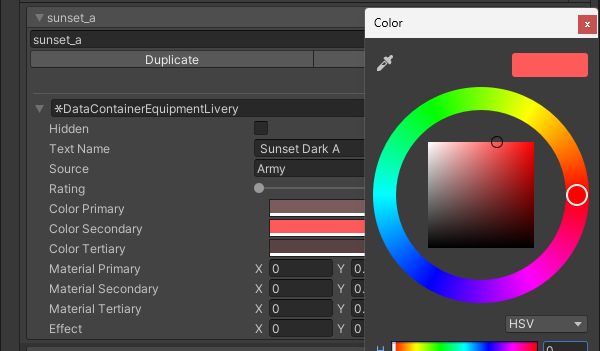 sunset_a
Color
x
sunset_a
Duplicate
*DataContainerEquipmentLivery
Hidden
Text Name Sunset Dark A
Source Army
Rating
Color Primary
Color Secondary
Color Tertiary
Material Primary X 0 Y 0.
Material Secondary X 0 Y 0.
Material Tertiary X 0 Y 0.
Effect X 0 Y 0
HSV
H 0